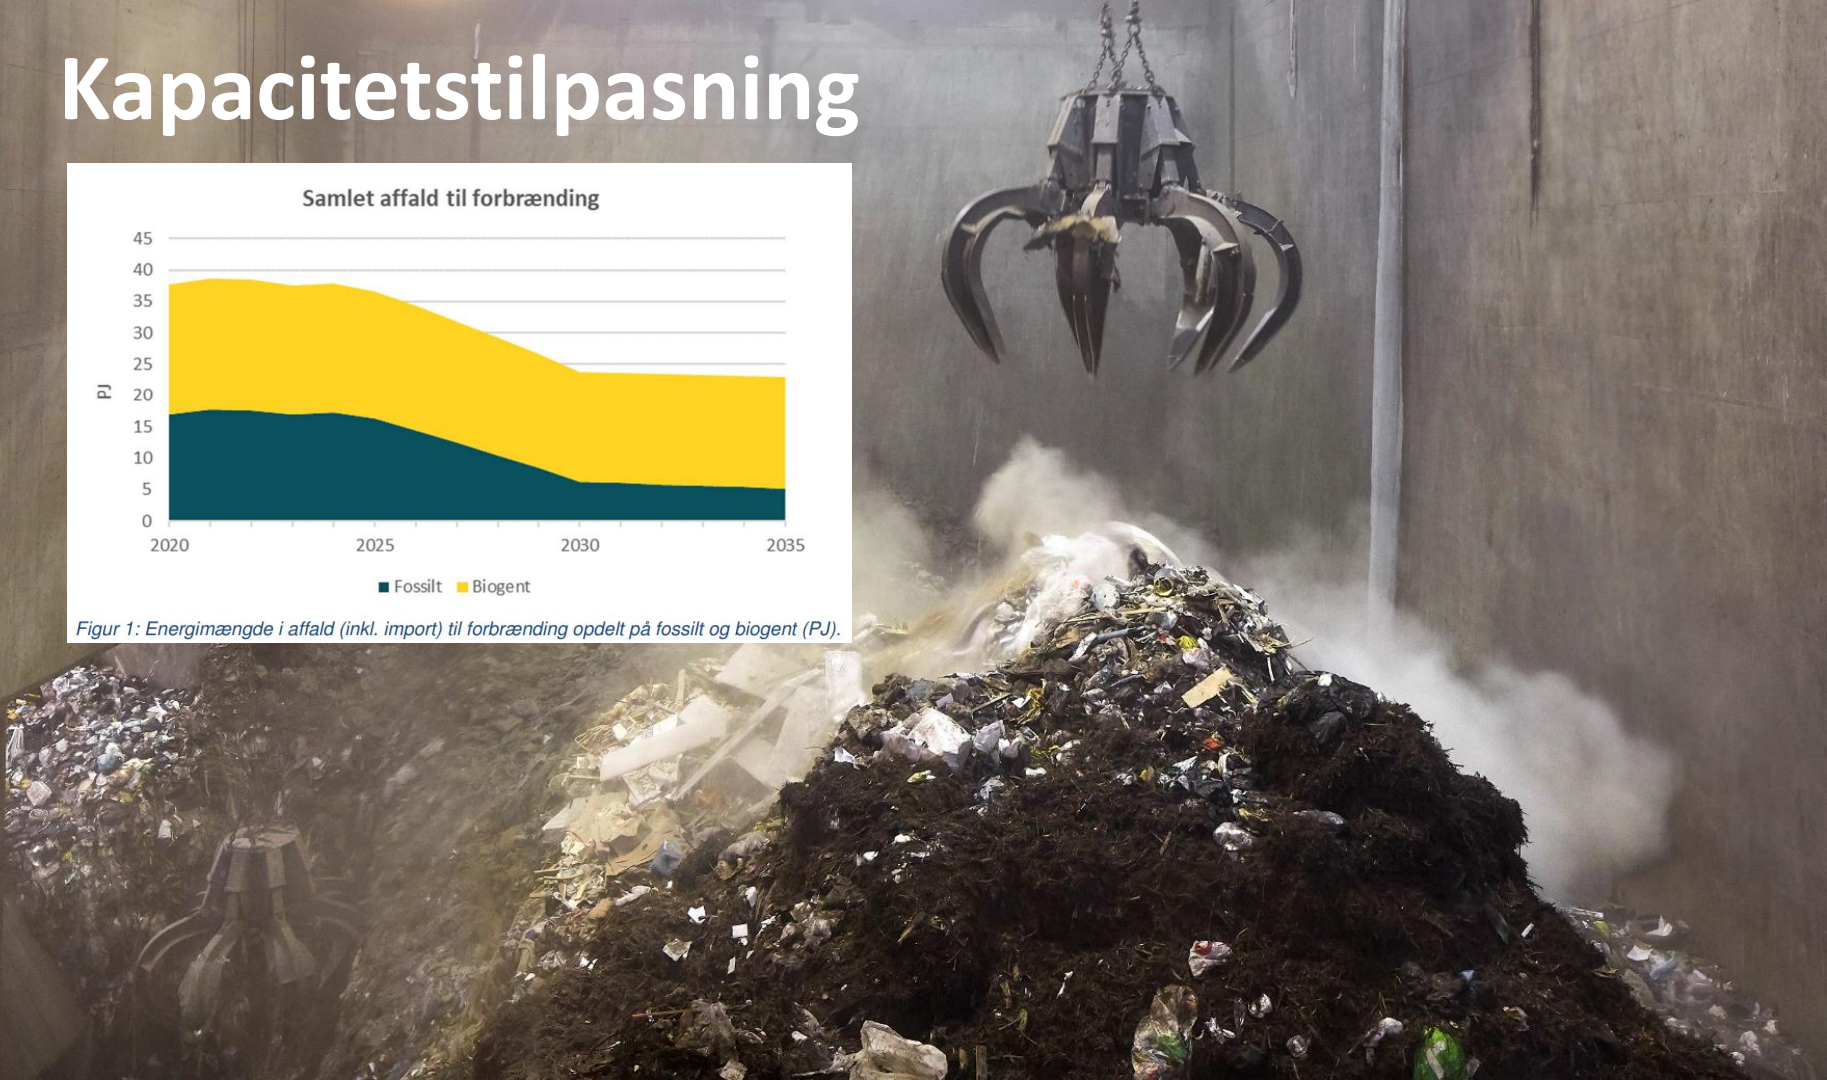 Kapacitetstilpasning
Samlet affald til forbrænding
45
40
35
30
25
20
15
10
5
0
PJ
2020 2025 2030 2035
Fossilt Biogent
Figur 1: Energimængde i affald (inkl. import) til forbrænding opdelt på fossilt og biogent (PJ).